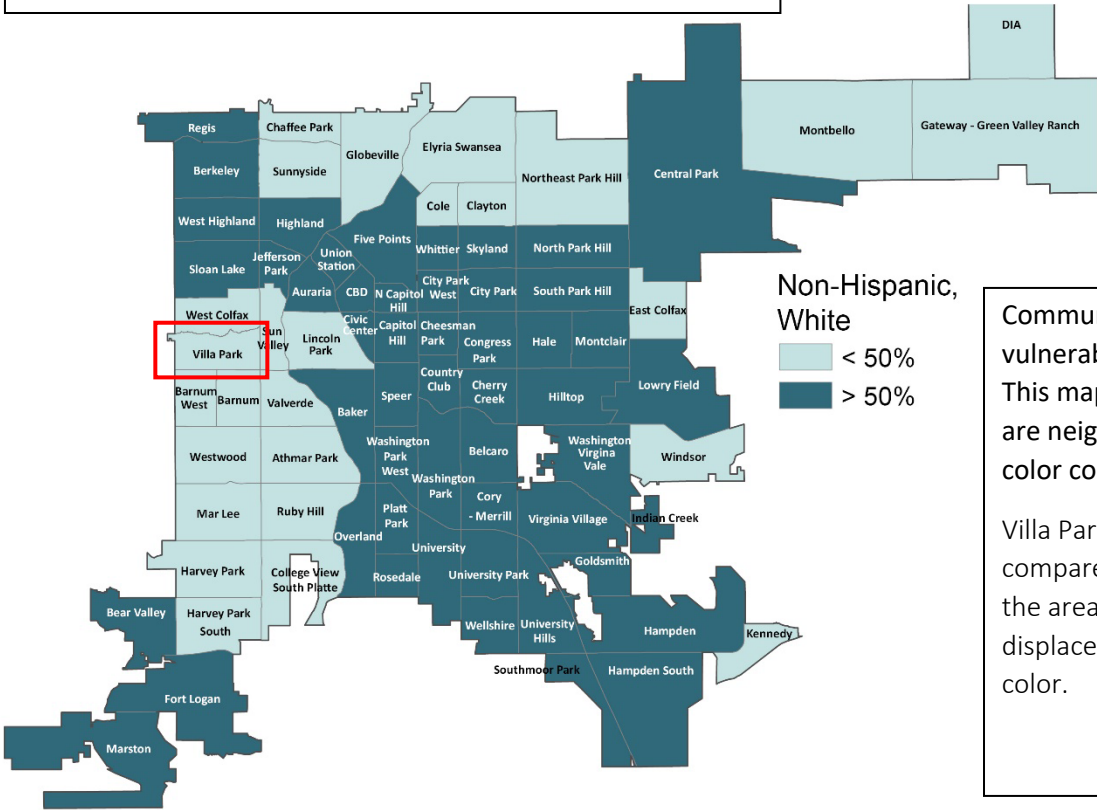 DIA
Regis
Chaffee Park
Globeville
Elyria Swansea
Montbello
Gateway - Green Valley Ranch
Berkeley
Sunnyside
Northeast Park Hill
Central Park
Cole
Clayton
West Highland
Highland
Five Points
Whittier
Skyland
North Park Hill
Union
Station
Jefferson
Park
Sloan Lake
Auraria
CBD
N Capitol
Hill
City Park
West
City Park
South Park Hill
East Colfax
West Colfax
Sun
Valley
Lincoln
Park
Civic
Center
Capitol
Hill
Cheesman
Park
Congress
Park
Hale
Montclair
Villa Park
Country
Club
Cherry
Creek
Hilltop
Lowry Field
Barnum
West
Barnum
Valverde
Baker
Speer
Washington
Park
West
Washington
Park
Belcaro
Washington
Virgina
Vale
Windsor
Westwood
Athmar Park
Mar Lee
Ruby Hill
Overland
Platt
Park
Cory
- Merrill
Virginia Village
Indian Creek
University
Goldsmith
Harvey Park
College View
South Platte
Rosedale
University Park
Bear Valley
Harvey Park
South
Wellshire
University
Hills
Hampden
Kennedy
Southmoor Park
Hampden South
Fort Logan
Marston
Non-Hispanic,
White
< 50%
> 50%
Commu
vulnerab
This map
are neig
color co
Villa Par
compare
the area
displace
color.